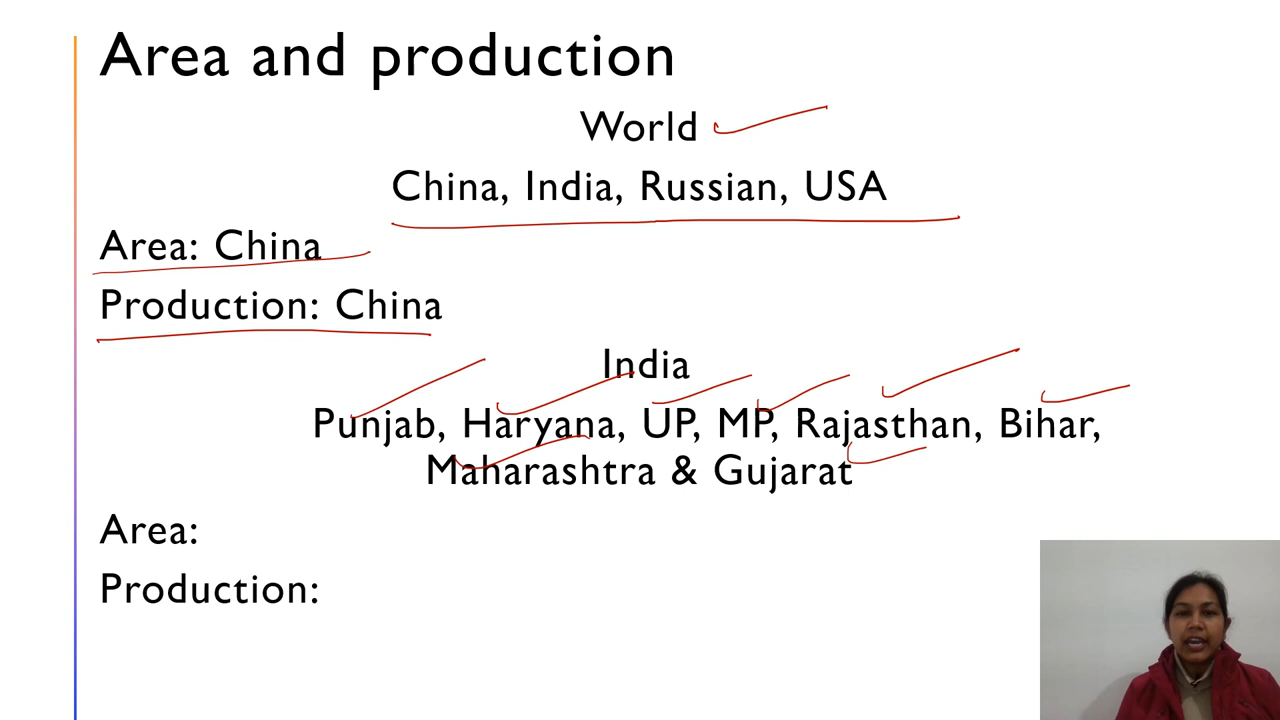 Area and production
World
China, India, Russian, USA
Area: China
Production: China
India
Punjab, Haryana, UP, MP, Rajasthan, Bihar,
Maharashtra & Gujarat
Area:
Production: